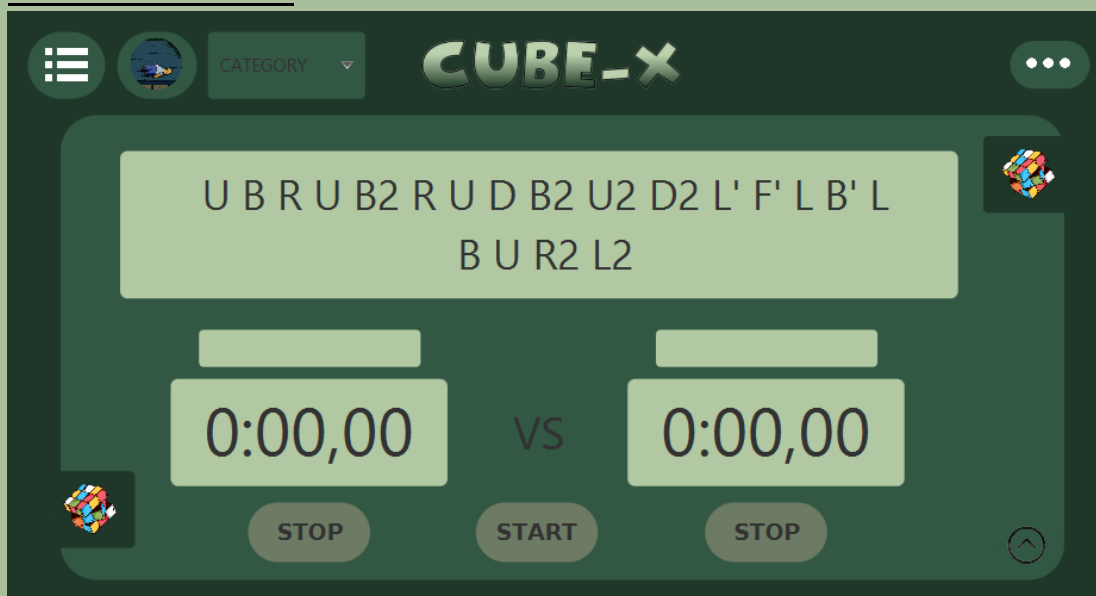 CATEGORY
CUBE-X
U B R U B2 R U D B2 U2 D2 L' F' L B' L
B U R2 L2
0:00,00 VS 0:00,00
STOP START STOP